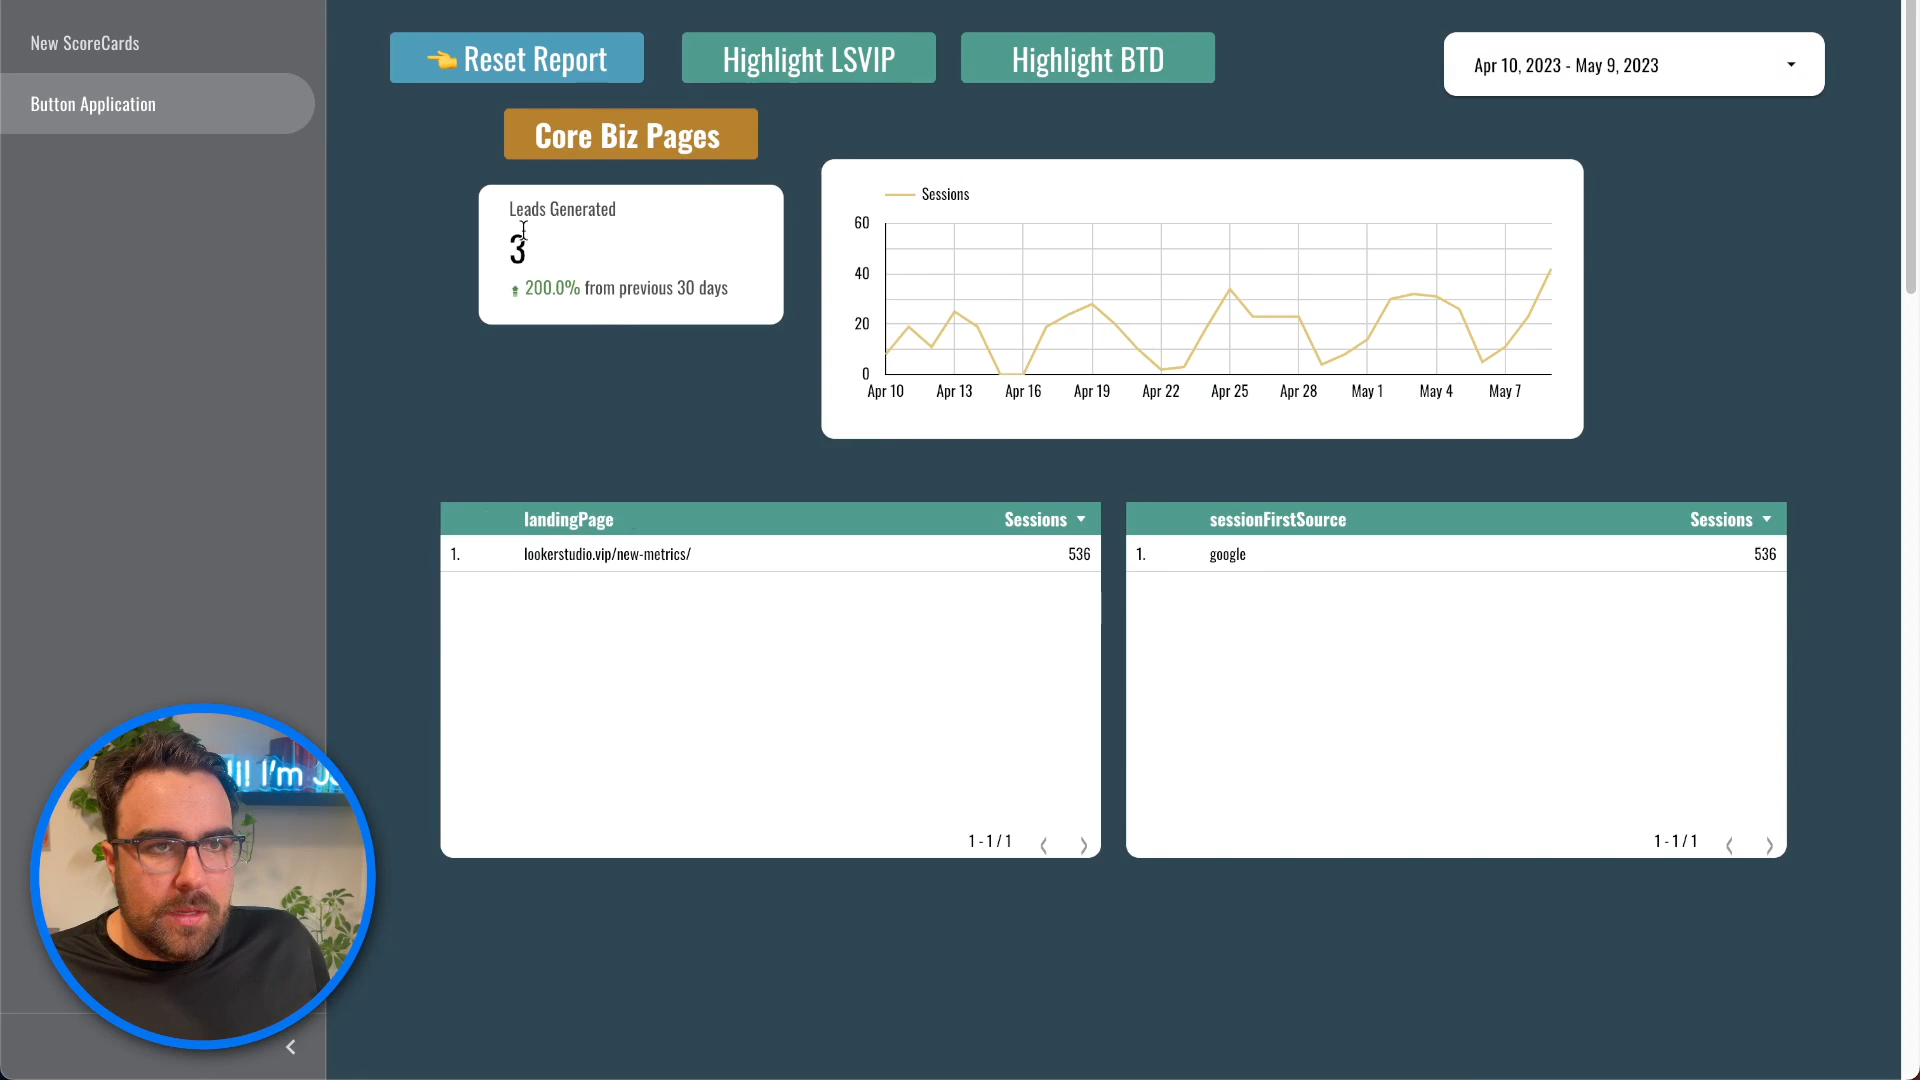 New ScoreCards
Button Application
👈 Reset Report
Highlight LSVIP
Highlight BTD
Apr 10, 2023 - May 9, 2023
Core Biz Pages
Leads Generated
3
200.0% from previous 30 days
Sessions
60
40
20
0
Apr 10 Apr 13 Apr 16 Apr 19 Apr 22 Apr 25 Apr 28 May 1 May 4 May 7
landingPage Sessions
1. lookerstudio.vip/new-metrics/ 536
1 - 1 / 1
sessionFirstSource Sessions
1. google 536
1 - 1 / 1
I'm